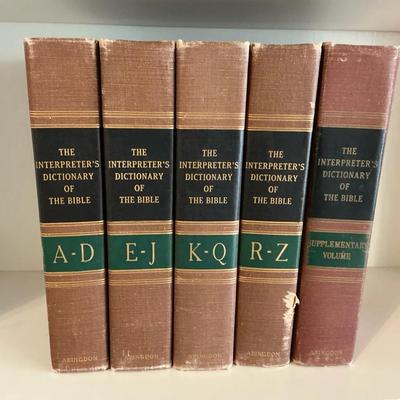 THE
INTERPRETER'S
DICTIONARY
OF
THE BIBLE
A-D
ABINGDON
THE
INTERPRETER'S
DICTIONARY
OF
THE BIBLE
E-J
ABINGDON
THE
INTERPRETER'S
DICTIONARY
OF
THE BIBLE
K-Q
ABINGDON
THE
INTERPRETER'S
DICTIONARY
OF
THE BIBLE
R-Z
ABINGDON
THE
INTERPRETER'S
DICTIONARY
OF
THE BIBLE
SUPPLEMENTARY
VOLUME
ABINGDON